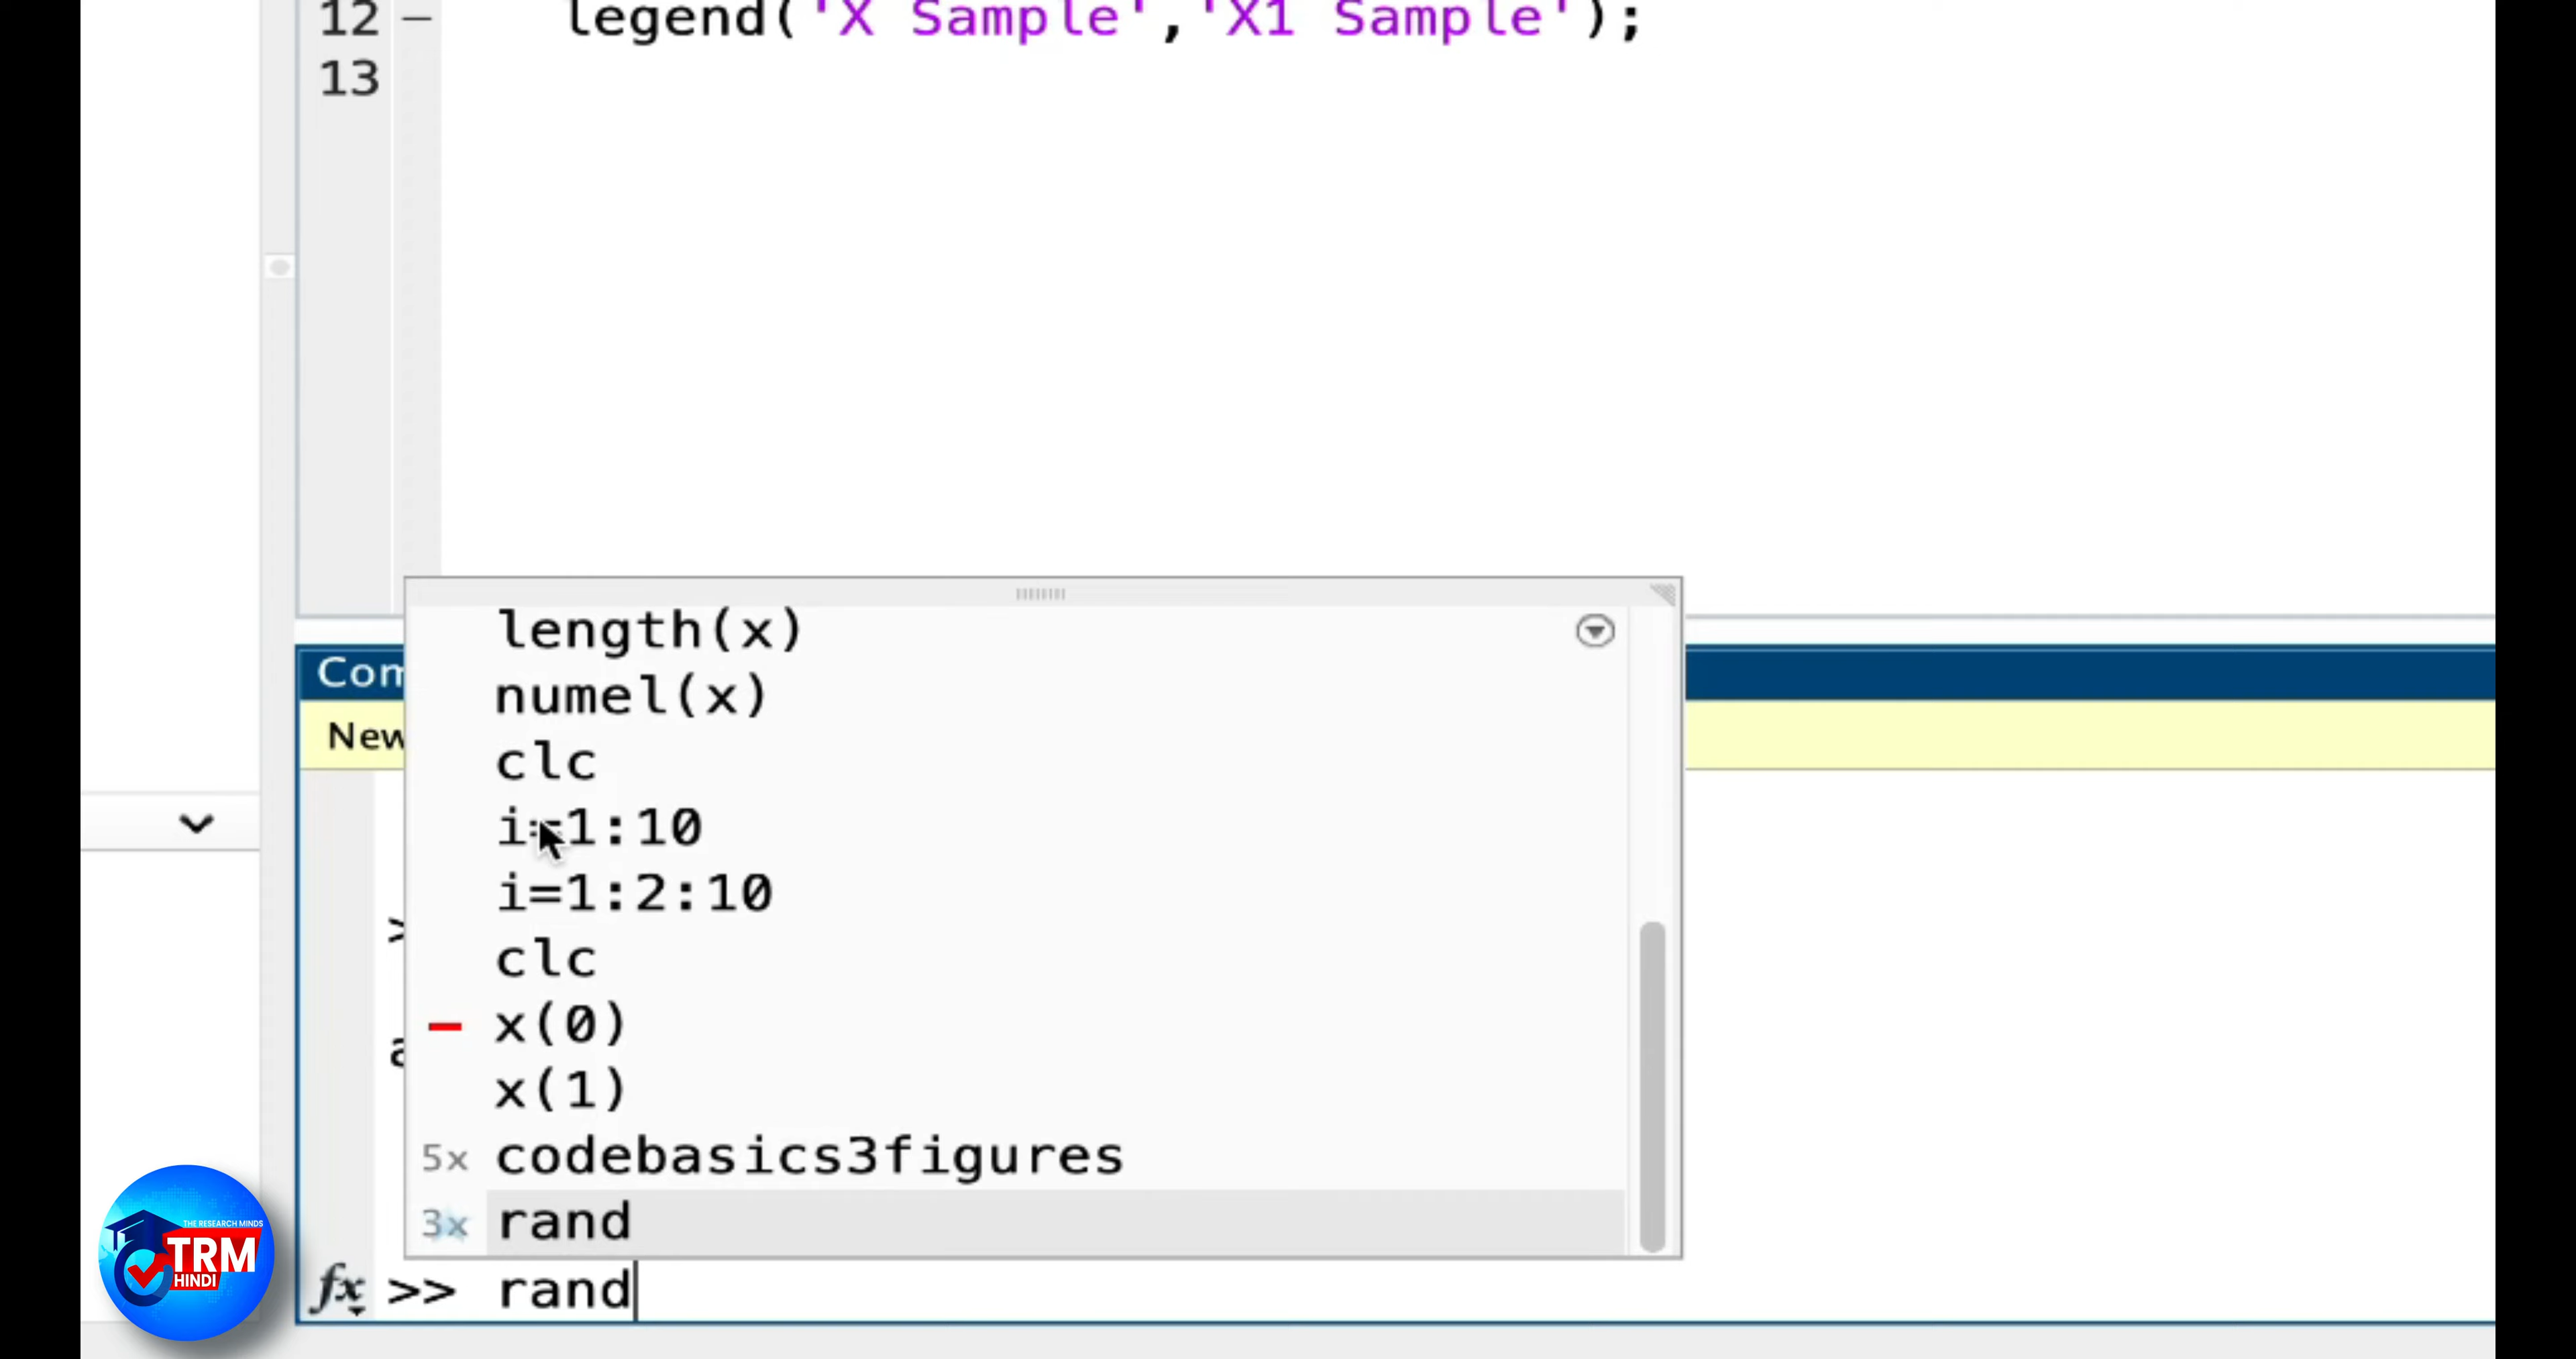 12 – legend('X Sample','X1 Sample');
13
length(x)
Com
numel(x)
New
clc
i=1:10
i=1:2:10
clc
x(0)
x(1)
5x codebasics3figures
3x rand
fx >> rand
THE RESEARCH MINDS
TRM
HINDI